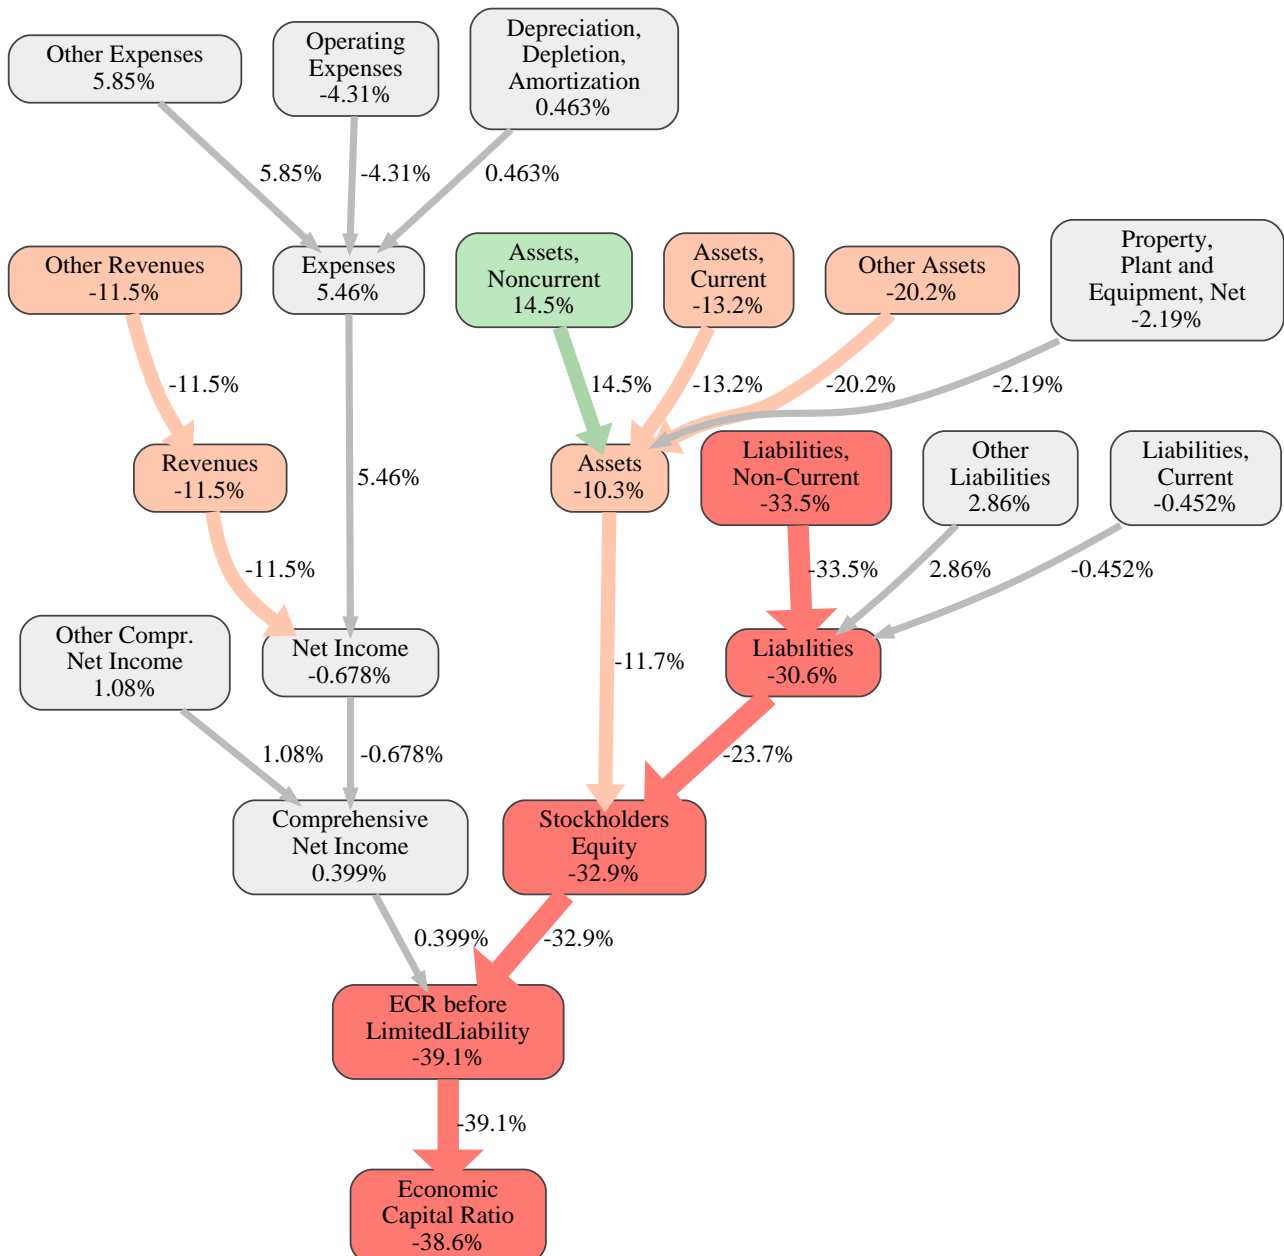 Other Expenses
5.85%
Operating
Expenses
-4.31%
Depreciation,
Depletion,
Amortization
0.463%
5.85%
-4.31%
0.463%
Other Revenues
-11.5%
Expenses
5.46%
Assets,
Noncurrent
14.5%
Assets,
Current
-13.2%
Other Assets
-20.2%
Property,
Plant and
Equipment, Net
-2.19%
-11.5%
14.5%
-13.2%
-20.2%
-2.19%
Revenues
-11.5%
5.46%
Assets
-10.3%
Liabilities,
Non-Current
-33.5%
Other
Liabilities
2.86%
Liabilities,
Current
-0.452%
-11.5%
-33.5%
2.86%
-0.452%
Other Compr.
Net Income
1.08%
Net Income
-0.678%
-11.7%
Liabilities
-30.6%
1.08%
-0.678%
-23.7%
Comprehensive
Net Income
0.399%
Stockholders
Equity
-32.9%
0.399%
-32.9%
ECR before
LimitedLiability
-39.1%
-39.1%
Economic
Capital Ratio
-38.6%